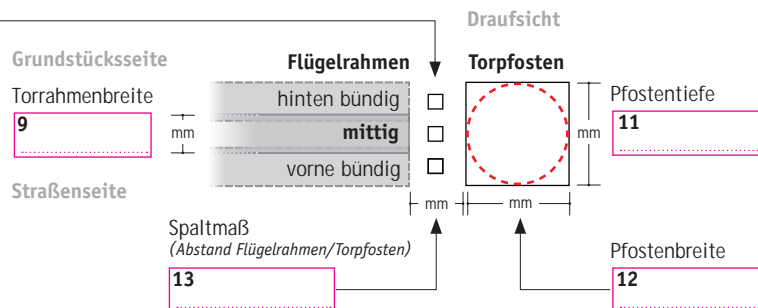 Draufsicht
Grundstücksseite
Flügelrahmen
Torpfosten
Torrahmenbreite
9
mm
hinten bündig
mittig
vorne bündig
mm
Pfostentiefe
11
Straßenseite
mm
mm
Spaltmaß
(Abstand Flügelrahmen/Torpfosten)
13
Pfostenbreite
12